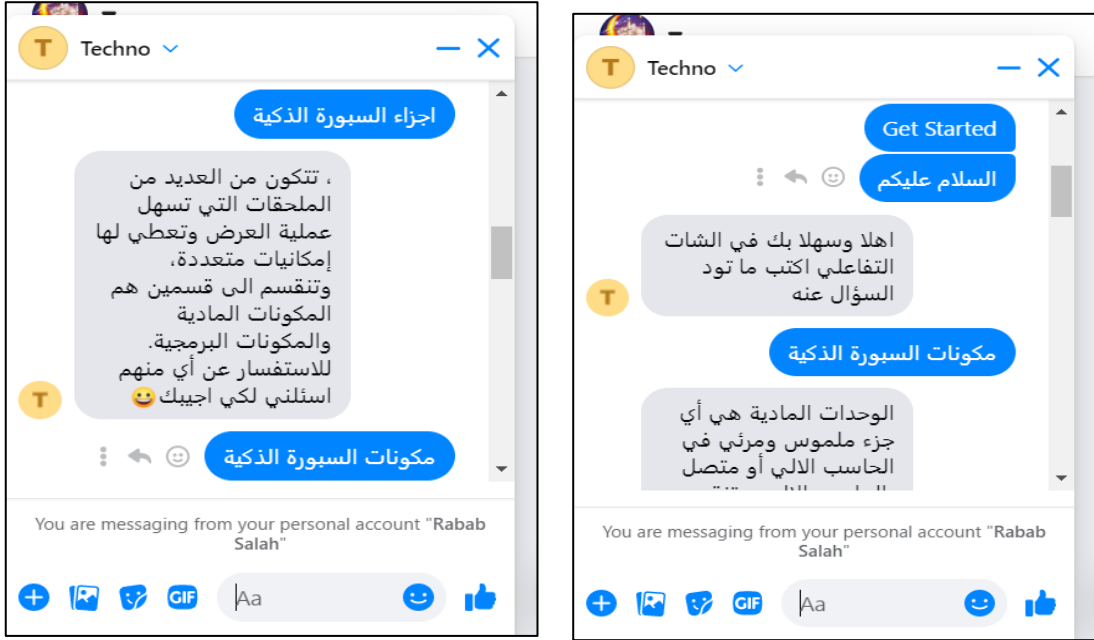 Techno
اجزاء السبورة الذكية
، تتكون من العديد من
الملحقات التي تسهل
عملية العرض وتعطي لها
إمكانيات متعددة،
وتنقسم الى قسمين هم
المكونات المادية
والمكونات البرمجية.
للاستفسار عن أي منهم
اسئلني لكي اجيبك😀
T
مكونات السبورة الذكية
You are messaging from your personal account "Rabab
Salah"
GIF
Aa
T
Techno
Get Started
السلام عليكم
اهلا وسهلا بك في الشات
التفاعلي اكتب ما تود
السؤال عنه
T
مكونات السبورة الذكية
الوحدات المادية هي أي
جزء ملموس ومرئي في
الحاسب الالي أو متصل
You are messaging from your personal account "Rabab
Salah"
GIF
Aa
T